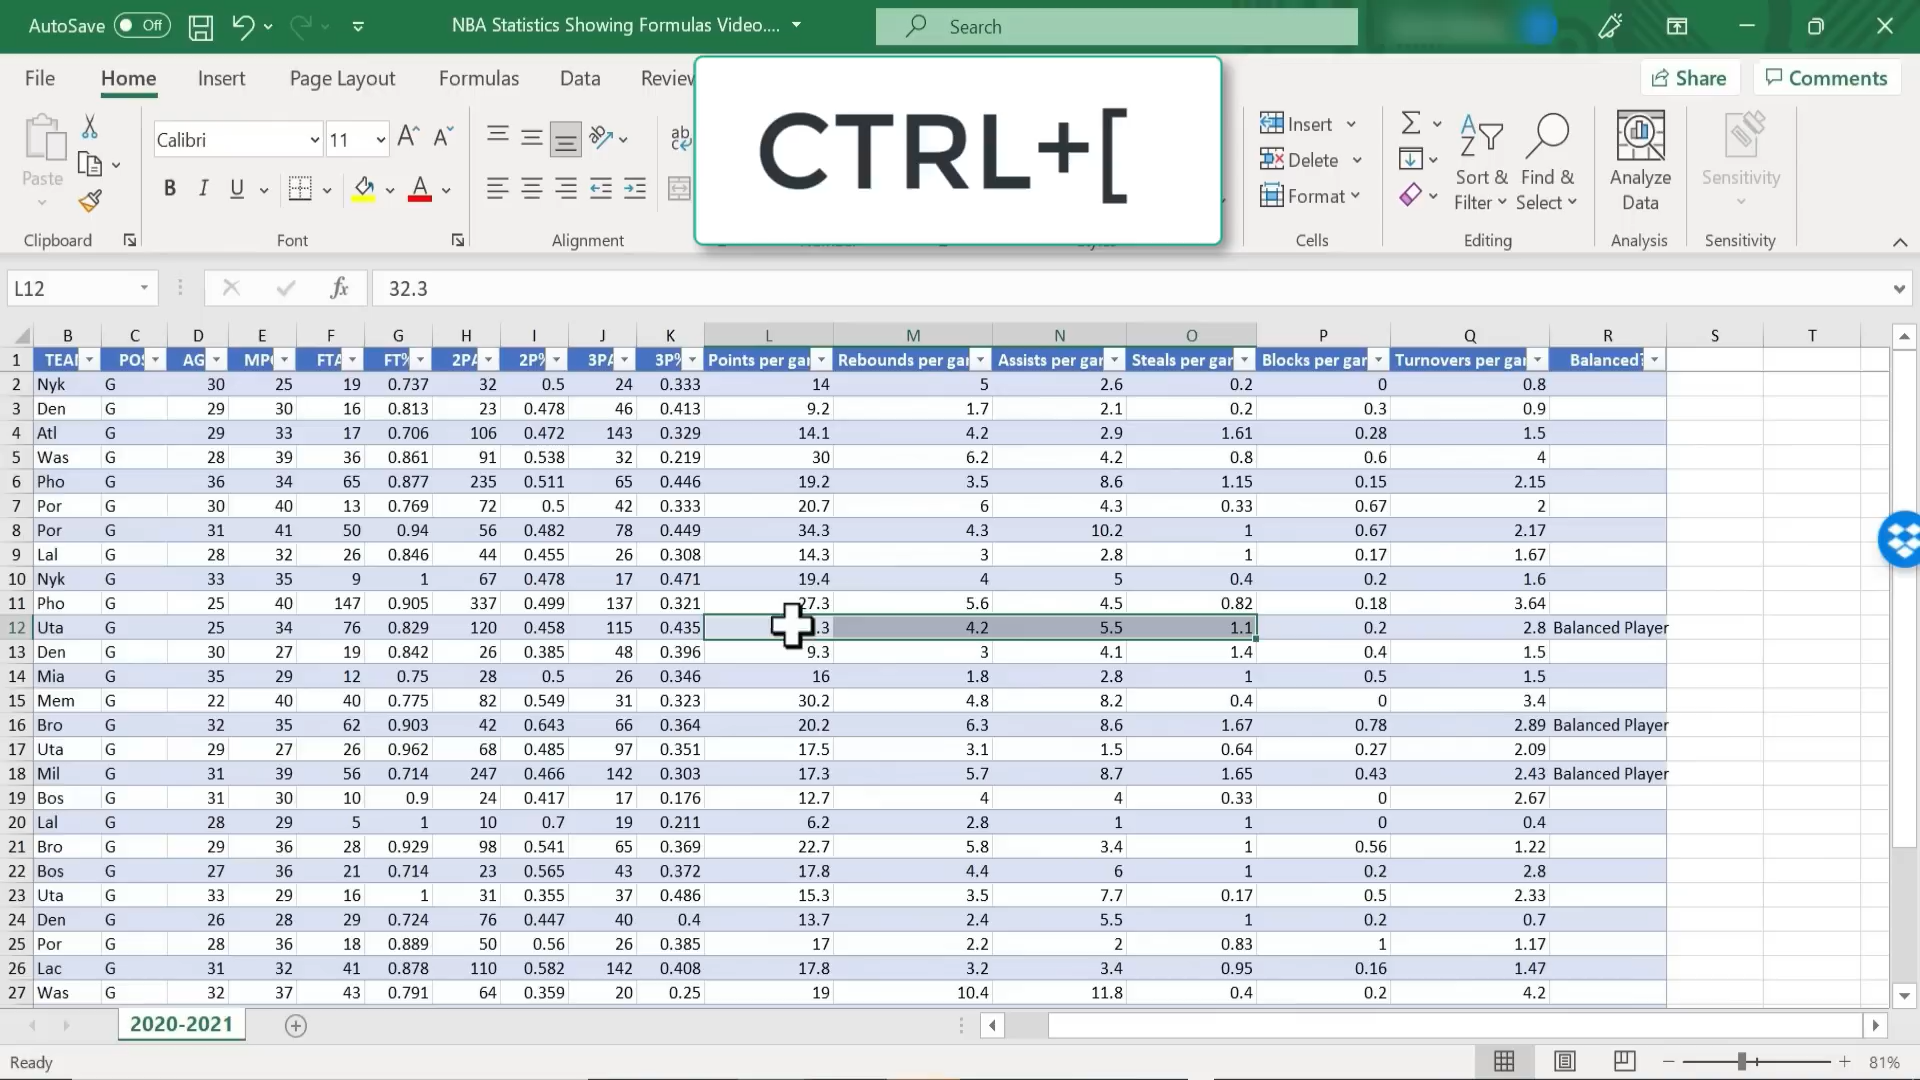 AutoSave Off NBA Statistics Showing Formulas Video.... Search
File Home Insert Page Layout Formulas Data Review Share Comments
CTRL+[
Calibri 11
Paste
Insert
Delete
Format
Sort & Filter
Find & Select
Analyze Data
Sensitivity
Clipboard Font Alignment Cells Editing Analysis Sensitivity
L12 fx 32.3
B C D E F G H I J K L M N O P Q R S T
1 TEAM POS AG MPG FTA FT% 2PA 2P% 3PA 3P% Points per gar Rebounds per gar Assists per gar Steals per gar Blocks per gar Turnovers per gar Balanced?
2 Nyk G 30 25 19 0.737 32 0.5 24 0.333 14 5 2.6 0.2 0 0.8
3 Den G 29 30 16 0.813 23 0.478 46 0.413 9.2 1.7 2.1 0.2 0.3 0.9
4 Atl G 29 33 17 0.706 106 0.472 143 0.329 14.1 4.2 2.9 1.61 0.28 1.5
5 Was G 28 39 36 0.861 91 0.538 32 0.219 30 6.2 4.2 0.8 0.6 4
6 Pho G 36 34 65 0.877 235 0.511 65 0.446 19.2 3.5 8.6 1.15 0.15 2.15
7 Por G 30 40 13 0.769 72 0.5 42 0.333 20.7 6 4.3 0.33 0.67 2
8 Por G 31 41 50 0.94 56 0.482 78 0.449 34.3 4.3 10.2 1 0.67 2.17
9 Lal G 28 32 26 0.846 44 0.455 26 0.308 14.3 3 2.8 1 0.17 1.67
10 Nyk G 33 35 9 1 67 0.478 17 0.471 19.4 4 5 0.4 0.2 1.6
11 Pho G 25 40 147 0.905 337 0.499 137 0.321 27.3 5.6 4.5 0.82 0.18 3.64
12 Uta G 25 34 76 0.829 120 0.458 115 0.435 .3 4.2 5.5 1.1 0.2 2.8 Balanced Player
13 Den G 30 27 19 0.842 26 0.385 48 0.396 9.3 3 4.1 1.4 0.4 1.5
14 Mia G 35 29 12 0.75 28 0.5 26 0.346 16 1.8 2.8 1 0.5 1.5
15 Mem G 22 40 40 0.775 82 0.549 31 0.323 30.2 4.8 8.2 0.4 0 3.4
16 Bro G 32 35 62 0.903 42 0.643 66 0.364 20.2 6.3 8.6 1.67 0.78 2.89 Balanced Player
17 Uta G 29 27 26 0.962 68 0.485 97 0.351 17.5 3.1 1.5 0.64 0.27 2.09
18 Mil G 31 39 56 0.714 247 0.466 142 0.303 17.3 5.7 8.7 1.65 0.43 2.43 Balanced Player
19 Bos G 31 30 10 0.9 24 0.417 17 0.176 12.7 4 4 0.33 0 2.67
20 Lal G 28 29 5 1 10 0.7 19 0.211 6.2 2.8 1 1 0 0.4
21 Bro G 29 36 28 0.929 98 0.541 65 0.369 22.7 5.8 3.4 1 0.56 1.22
22 Bos G 27 36 21 0.714 23 0.565 43 0.372 17.8 4.4 6 1 0.2 2.8
23 Uta G 33 29 16 1 31 0.355 37 0.486 15.3 3.5 7.7 0.17 0.5 2.33
24 Den G 26 28 29 0.724 76 0.447 40 0.4 13.7 2.4 5.5 1 0.2 0.7
25 Por G 28 36 18 0.889 50 0.56 26 0.385 17 2.2 2 0.83 1 1.17
26 Lac G 31 32 41 0.878 110 0.582 142 0.408 17.8 3.2 3.4 0.95 0.16 1.47
27 Was G 32 37 43 0.791 64 0.359 20 0.25 19 10.4 11.8 0.4 0.2 4.2
2020-2021
Ready 81%